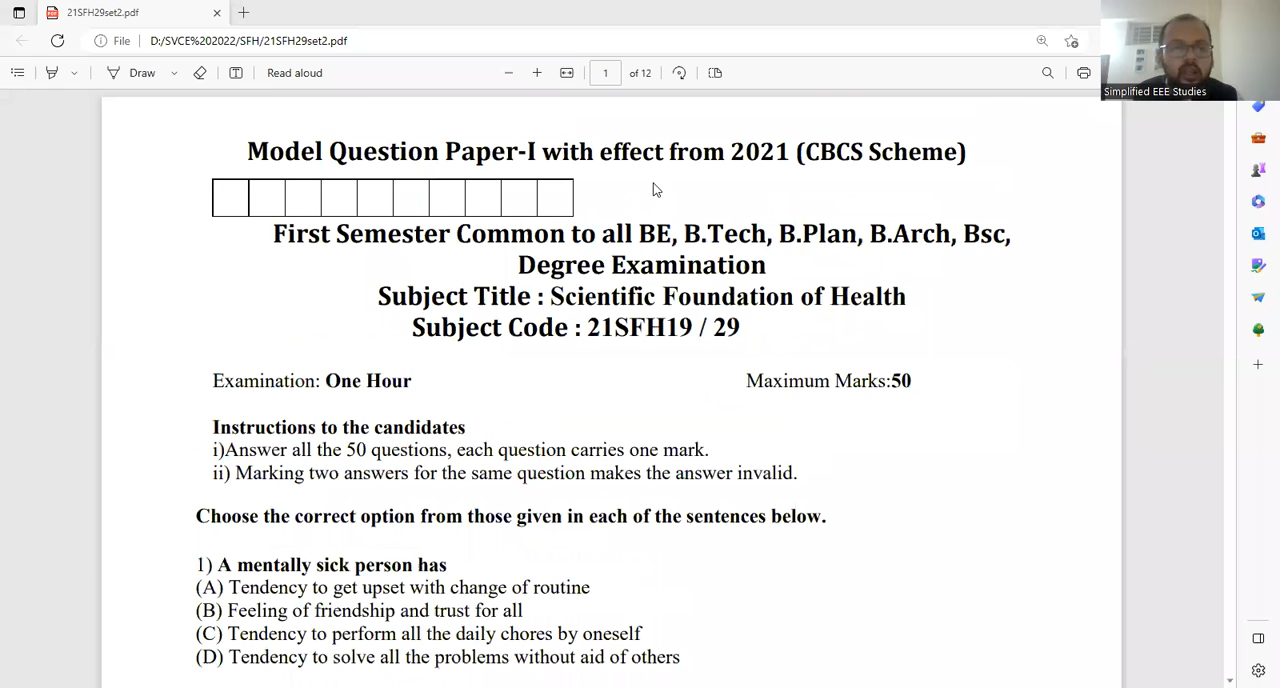 21SFH29set2.pdf
File
D:/SVCE%202022/SFH/21SFH29set2.pdf
Draw
Read aloud
1
of 12
Simplified EEE Studies
Model Question Paper-I with effect from 2021 (CBCS Scheme)
First Semester Common to all BE, B.Tech, B.Plan, B.Arch, Bsc,
Degree Examination
Subject Title : Scientific Foundation of Health
Subject Code : 21SFH19 / 29
Examination: One Hour Maximum Marks:50
Instructions to the candidates
i)Answer all the 50 questions, each question carries one mark.
ii) Marking two answers for the same question makes the answer invalid.
Choose the correct option from those given in each of the sentences below.
1) A mentally sick person has
(A) Tendency to get upset with change of routine
(B) Feeling of friendship and trust for all
(C) Tendency to perform all the daily chores by oneself
(D) Tendency to solve all the problems without aid of others